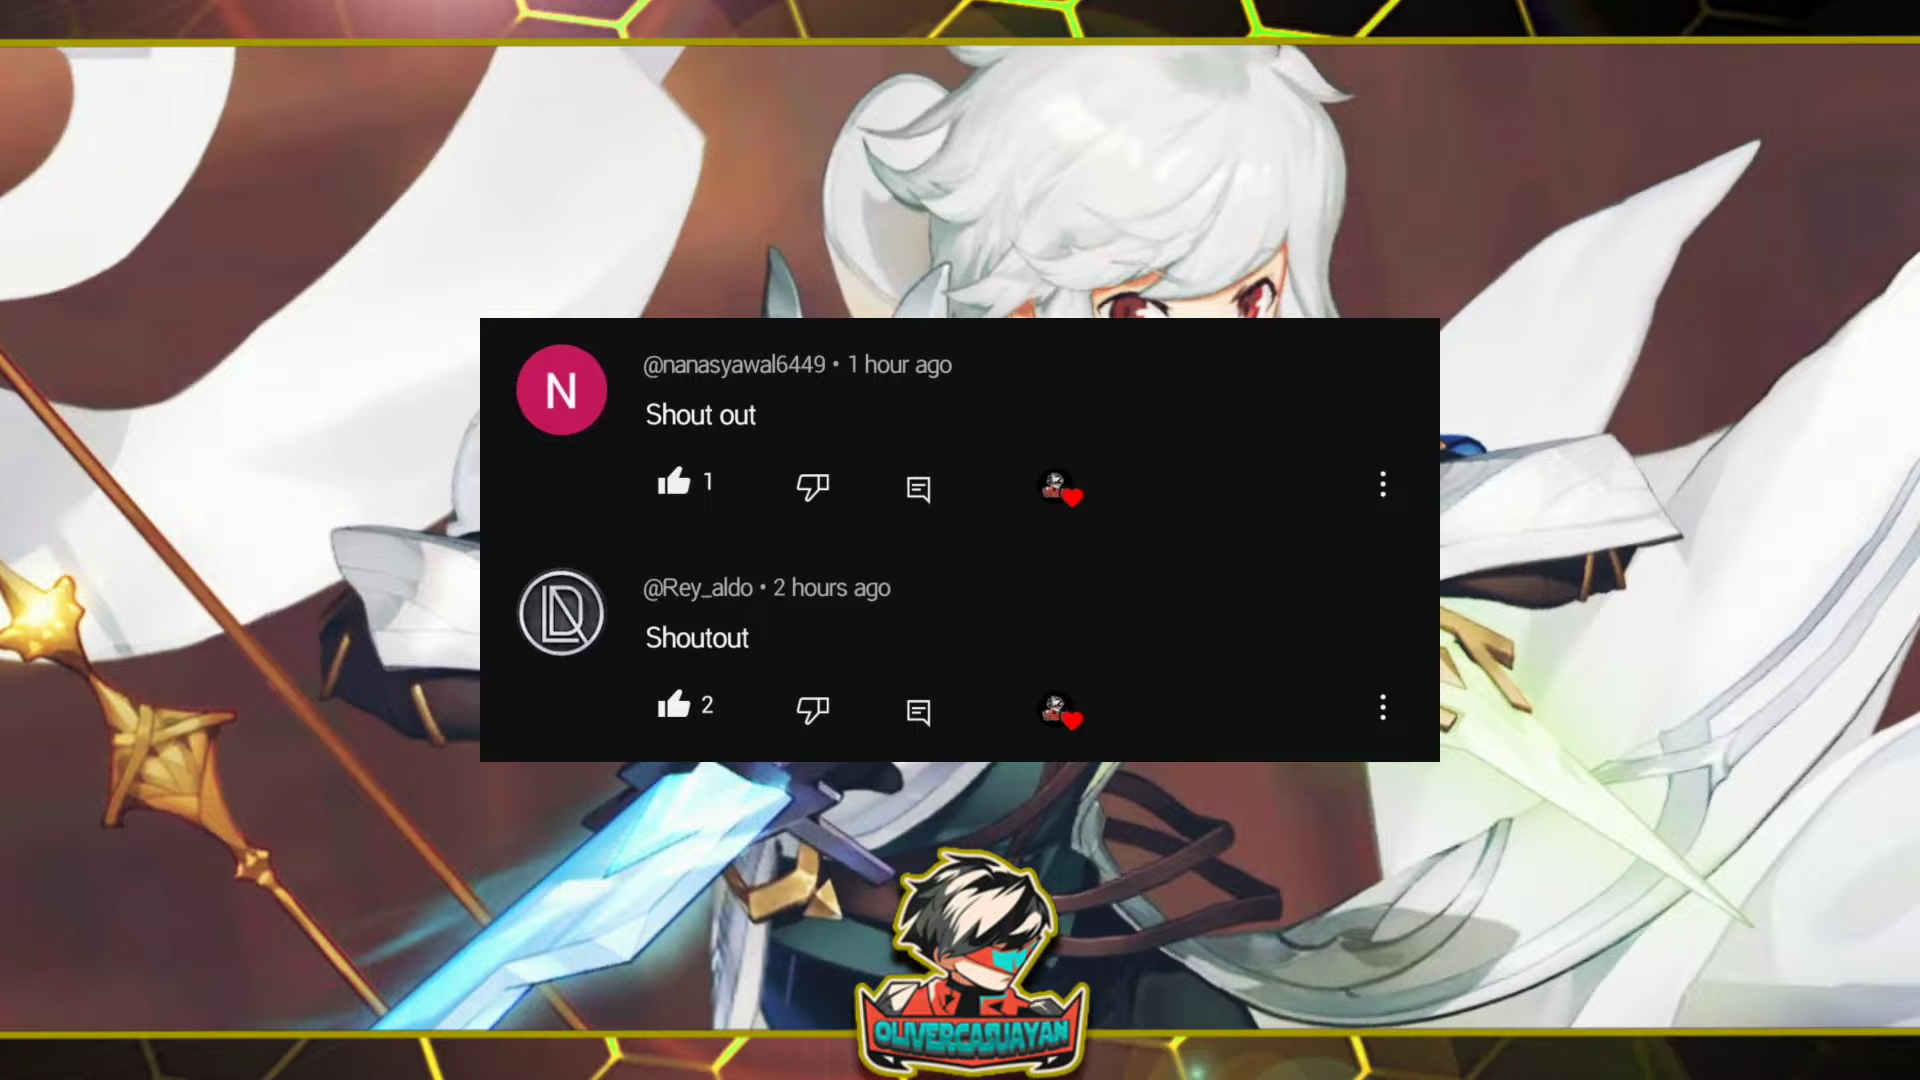 N
@nanasyawal6449 • 1 hour ago
Shout out
1
@Rey_aldo • 2 hours ago
Shoutout
2
OLIVERCASUAYAN